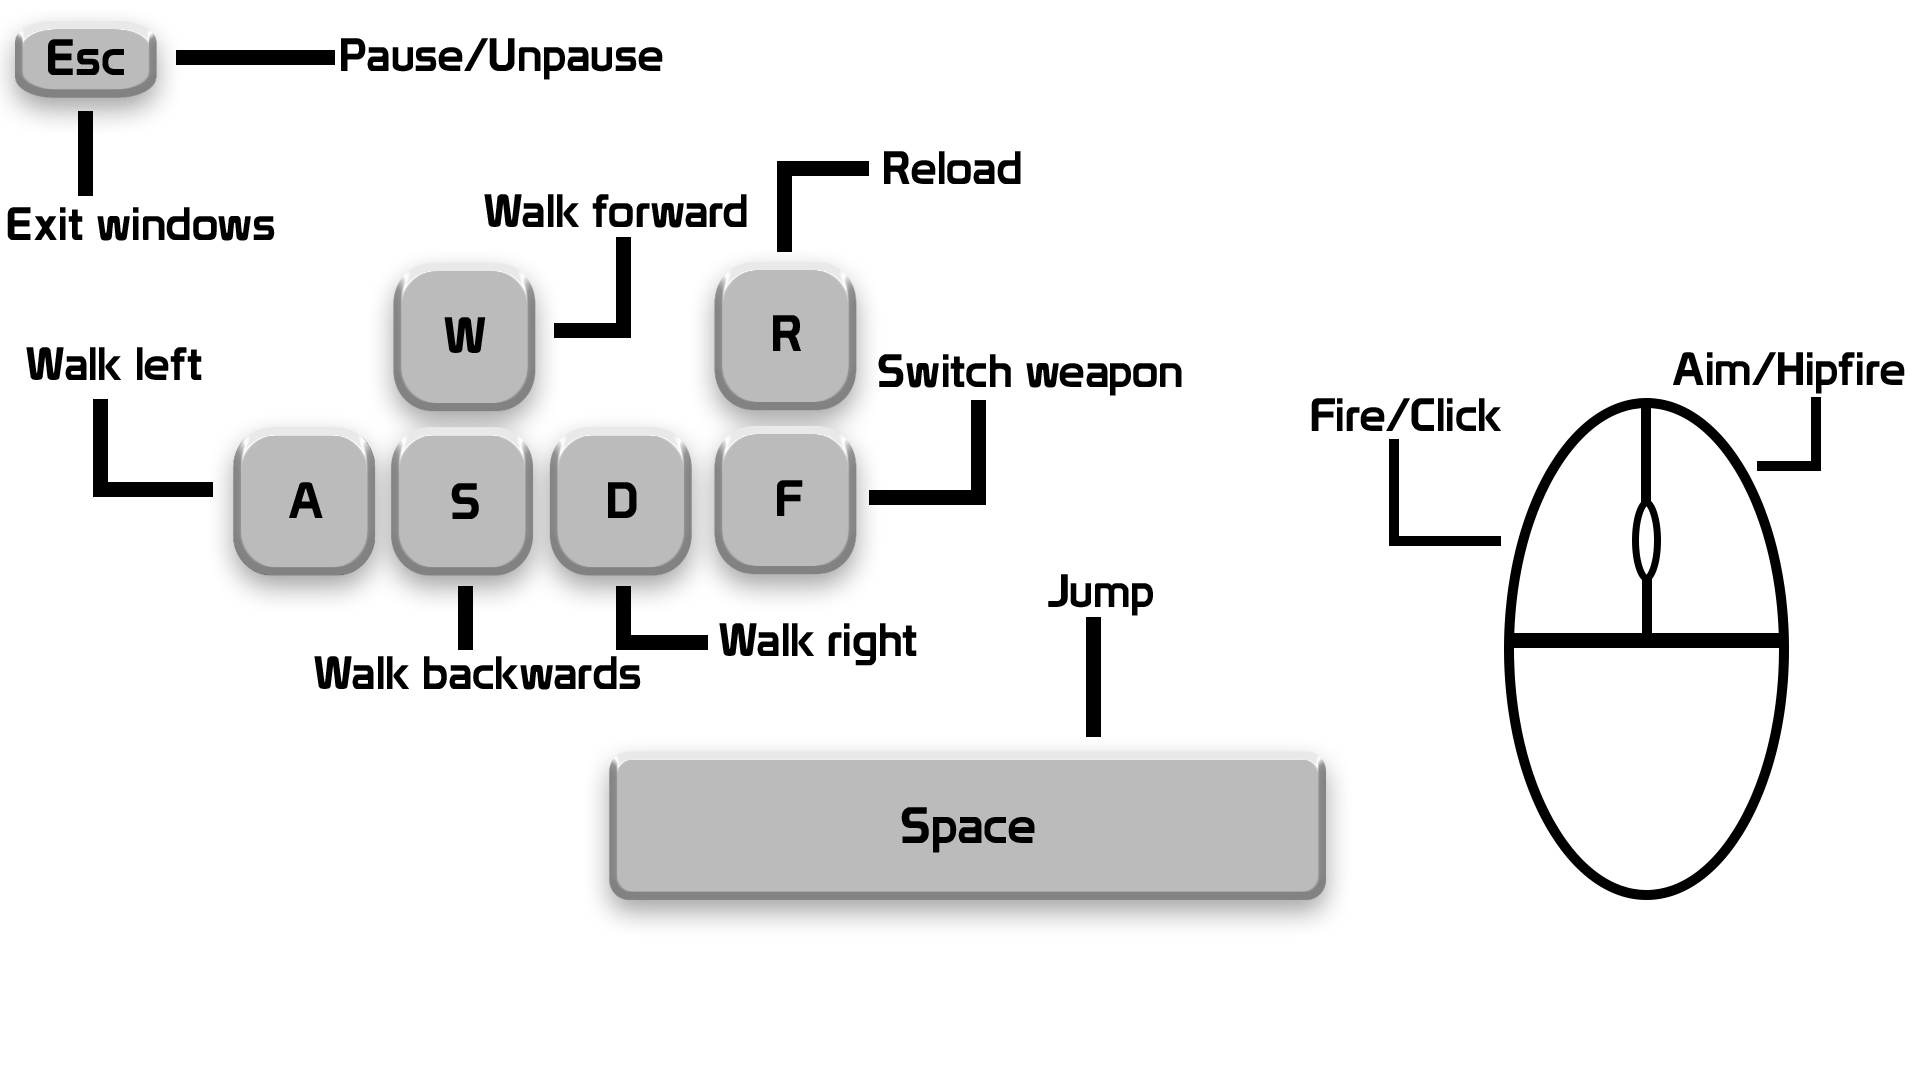 Esc
Pause/Unpause
Exit windows
Reload
Walk forward
W
R
Walk left
Switch weapon
Aim/Hipfire
Fire/Click
A
S
D
F
Jump
Walk right
Walk backwards
Space